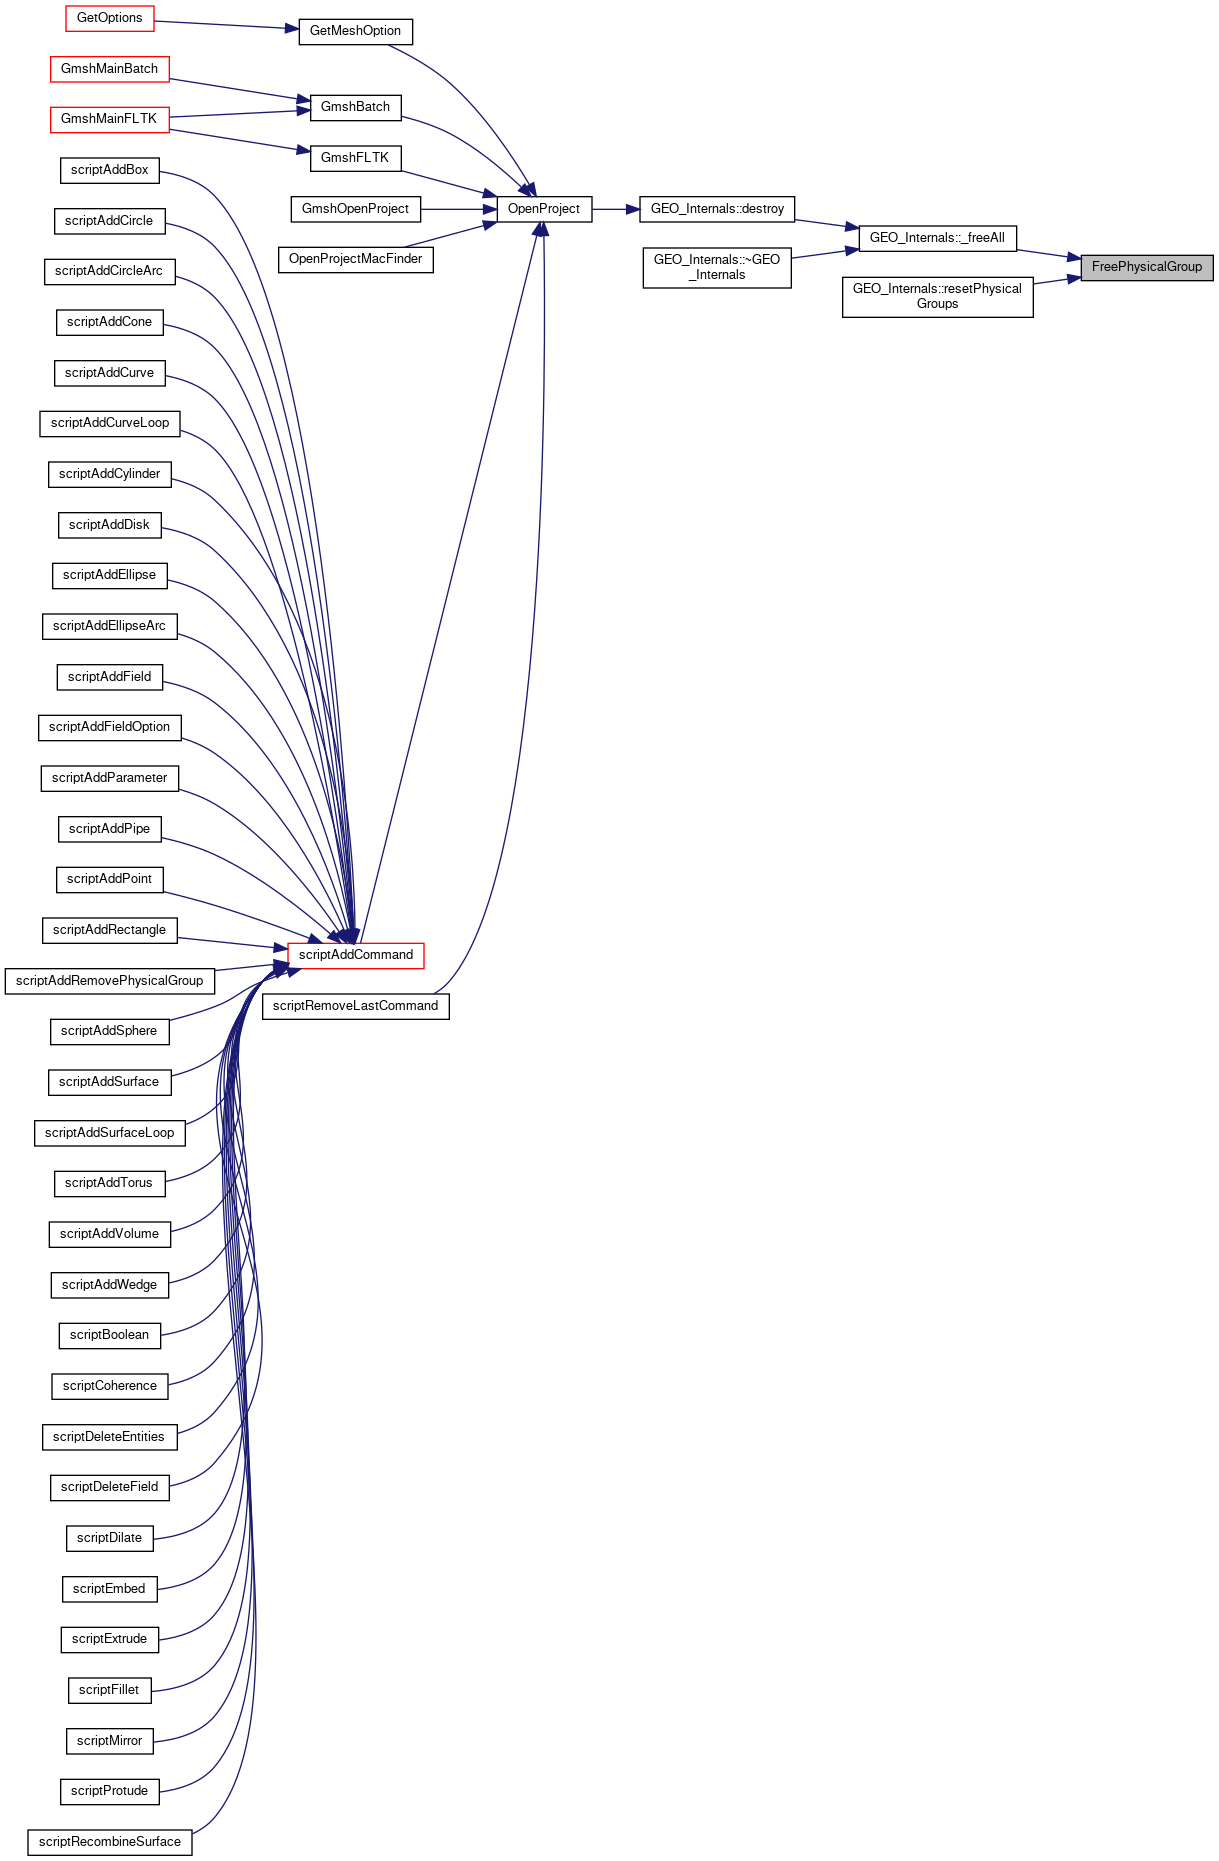 GetOptions
GetMeshOption
GmshMainBatch
GmshBatch
GmshMainFLTK
GmshFLTK
scriptAddBox
OpenProject
GEO_Internals::destroy
GmshOpenProject
scriptAddCircle
GEO_Internals::_freeAll
OpenProjectMacFinder
GEO_Internals::~GEO
_Internals
FreePhysicalGroup
scriptAddCircleArc
GEO_Internals::resetPhysical
Groups
scriptAddCone
scriptAddCurve
scriptAddCurveLoop
scriptAddCylinder
scriptAddDisk
scriptAddEllipse
scriptAddEllipseArc
scriptAddField
scriptAddFieldOption
scriptAddParameter
scriptAddPipe
scriptAddPoint
scriptAddRectangle
scriptAddCommand
scriptAddRemovePhysicalGroup
scriptRemoveLastCommand
scriptAddSphere
scriptAddSurface
scriptAddSurfaceLoop
scriptAddTorus
scriptAddVolume
scriptAddWedge
scriptBoolean
scriptCoherence
scriptDeleteEntities
scriptDeleteField
scriptDilate
scriptEmbed
scriptExtrude
scriptFillet
scriptMirror
scriptProtude
scriptRecombineSurface